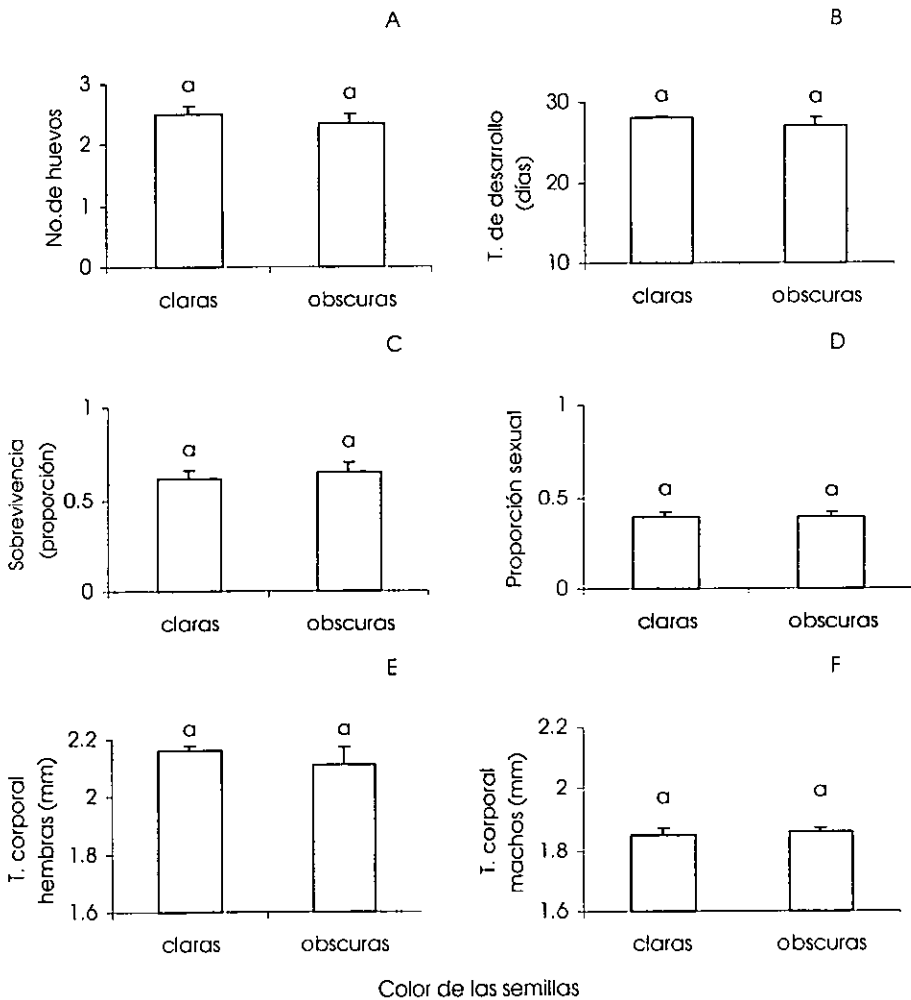 A
No.de huevos
3
2
1
0
a
a
claras
obscuras
B
T. de desarrollo
(días)
30
20
10
a
a
claras
obscuras
C
Sobrevivencia
(proporción)
1
0.5
0
a
a
claras
obscuras
D
Proporción sexual
1
0.5
0
a
a
claras
obscuras
E
T. corporal
hembras (mm)
2.2
2
1.8
1.6
a
a
claras
obscuras
F
T. corporal
machos (mm)
2.2
2
1.8
1.6
a
a
claras
obscuras
Color de las semillas